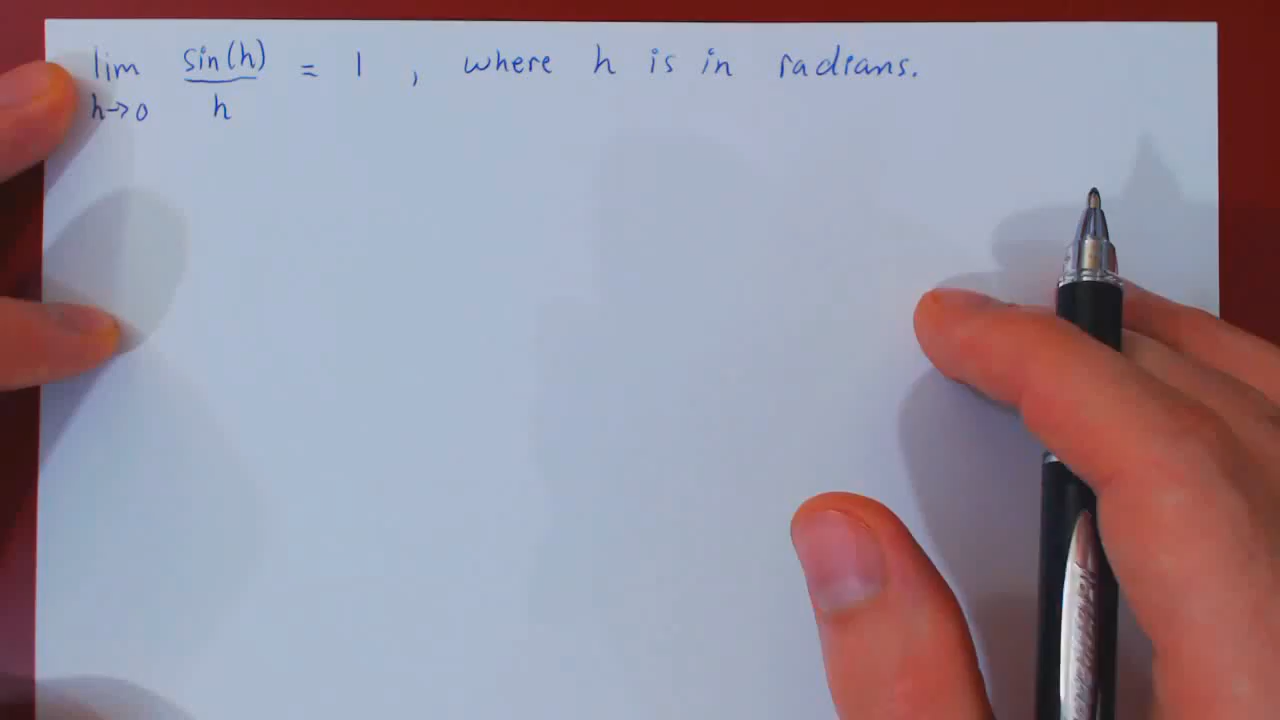 lim sin(h)/h = 1 , where h is in radians.
h→0